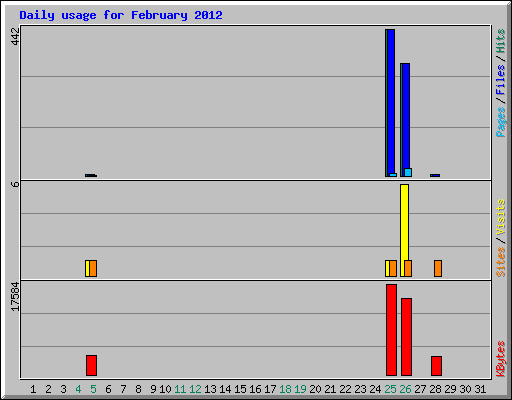 Daily usage for February 2012
442
Pages / Files / Hits
6
Sites / Visits
17584
KBytes
1 2 3 4 5 6 7 8 9 10 11 12 13 14 15 16 17 18 19 20 21 22 23 24 25 26 27 28 29 30 31